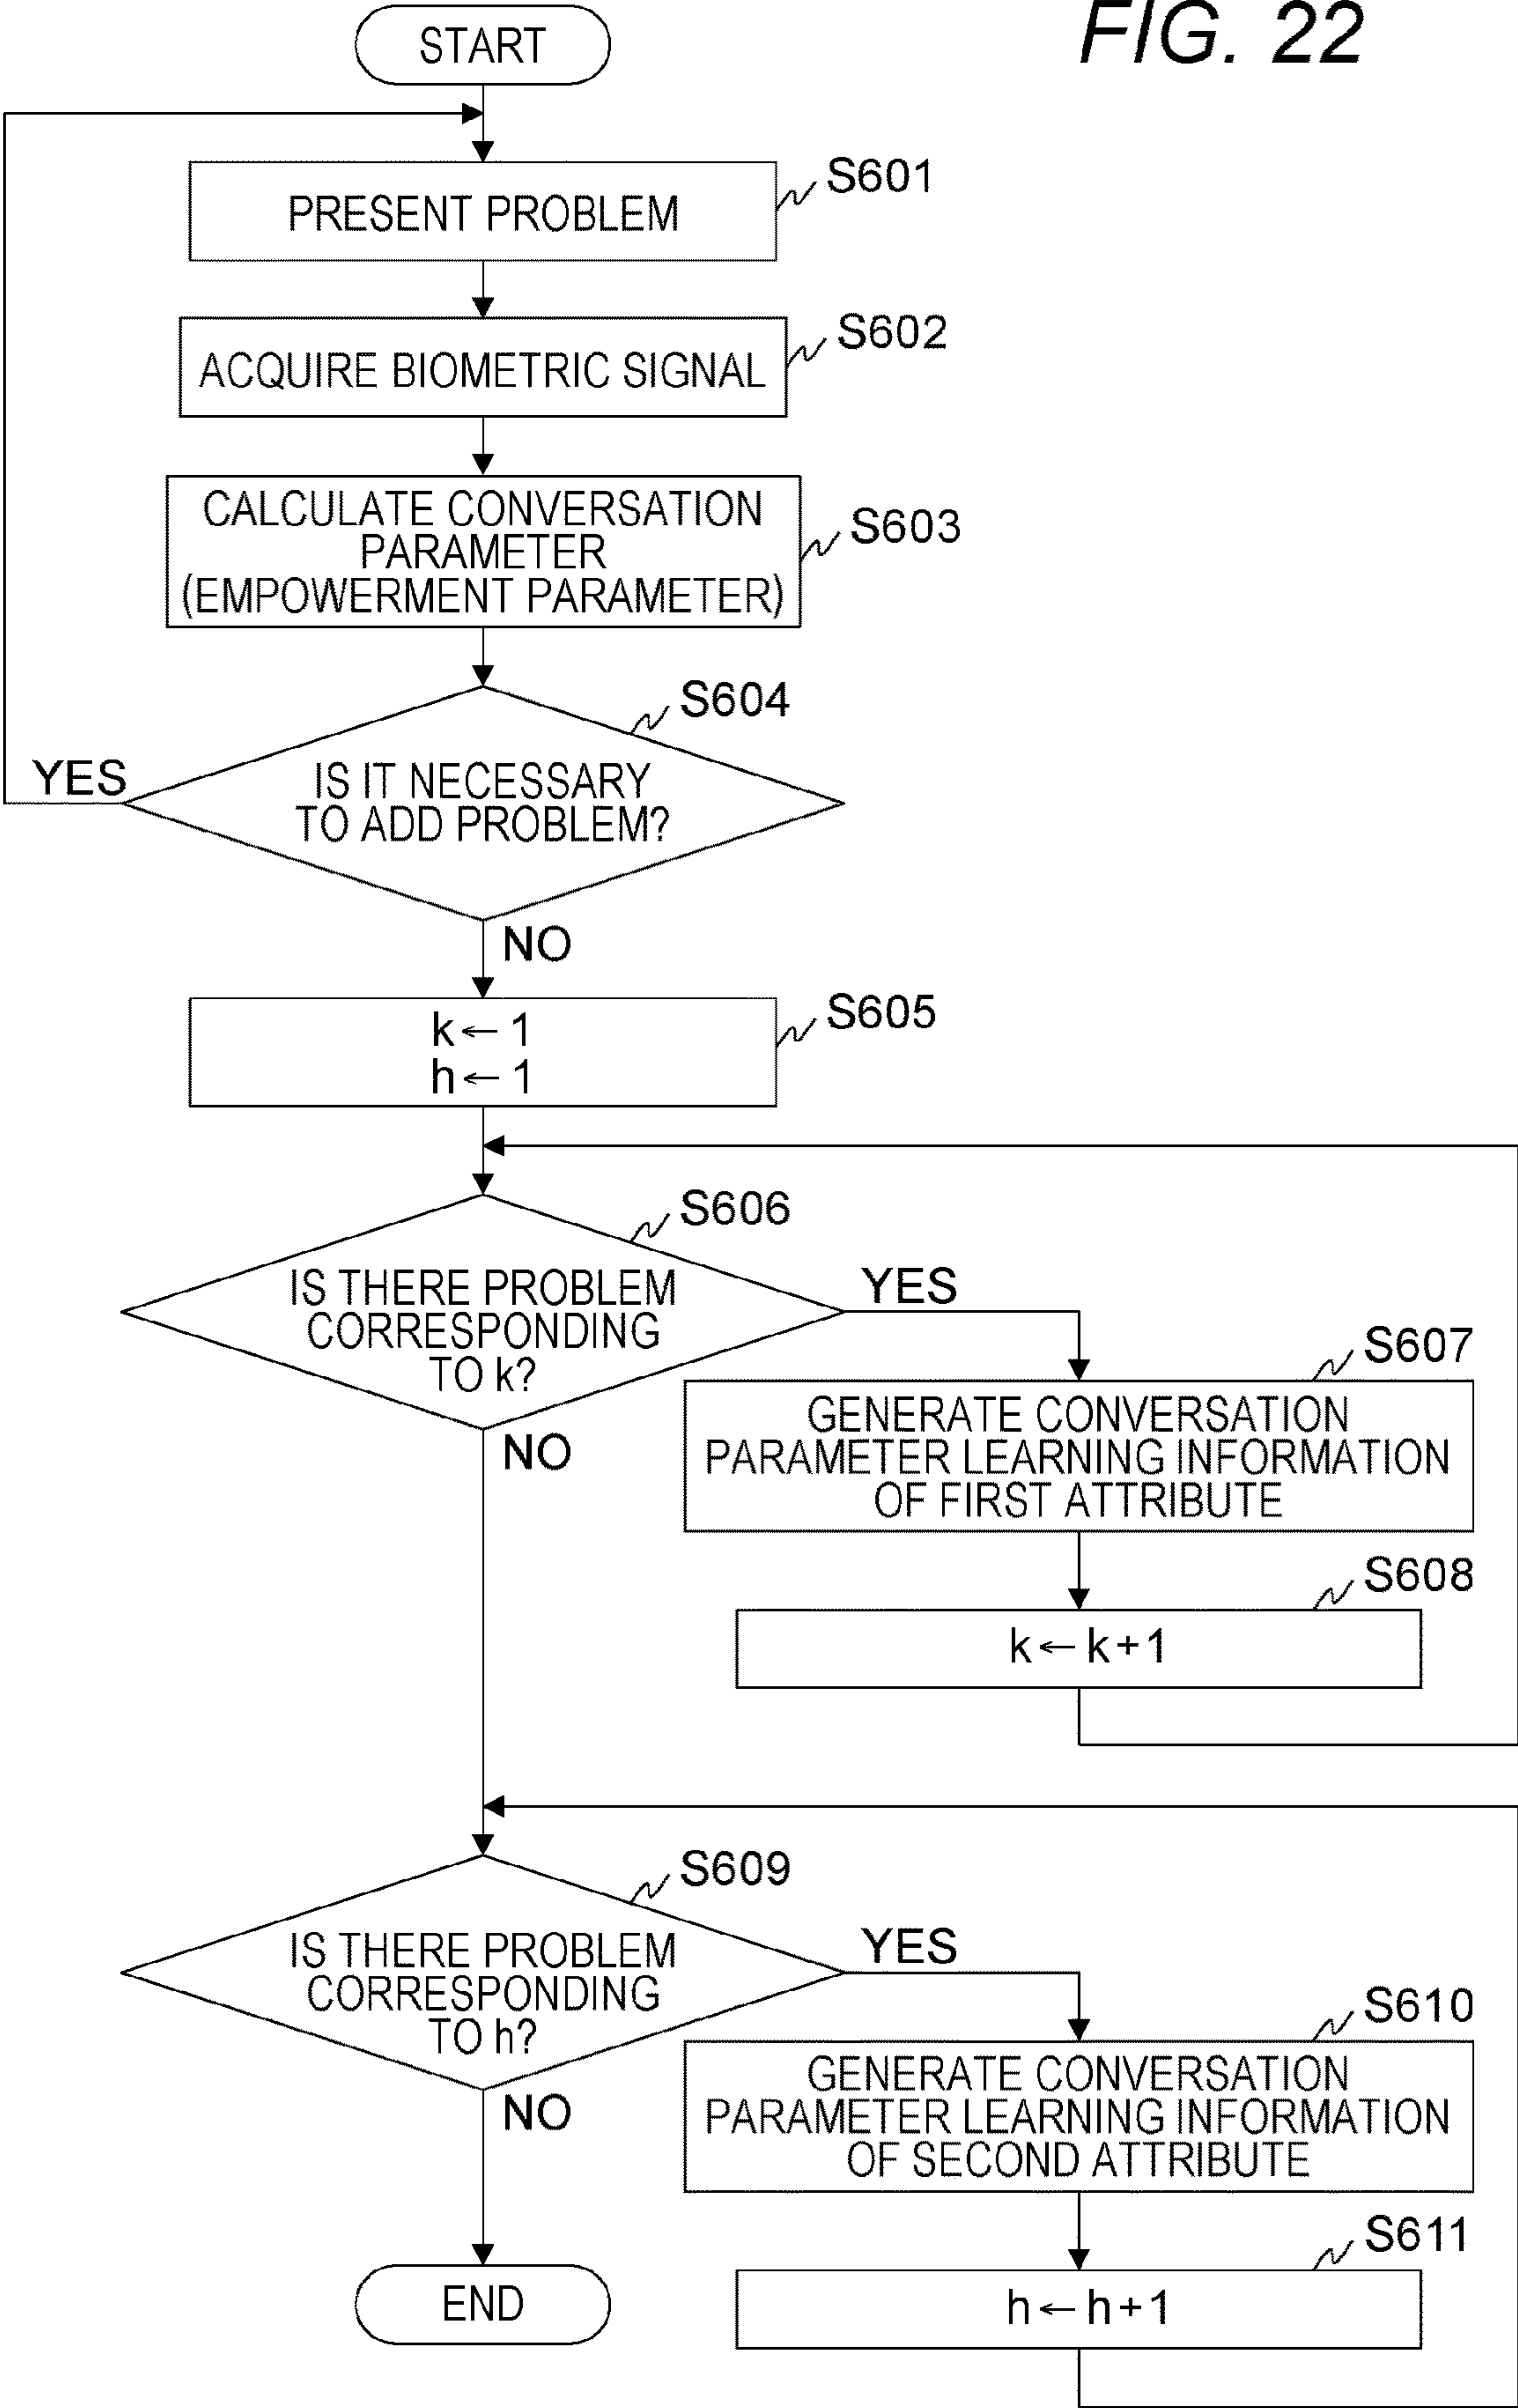 FIG. 22
START
PRESENT PROBLEM
S601
ACQUIRE BIOMETRIC SIGNAL
S602
CALCULATE CONVERSATION
PARAMETER
(EMPOWERMENT PARAMETER)
S603
S604
IS IT NECESSARY
TO ADD PROBLEM?
YES
NO
k←1
h←1
S605
S606
IS THERE PROBLEM
CORRESPONDING
TO k?
YES
NO
S607
GENERATE CONVERSATION
PARAMETER LEARNING INFORMATION
OF FIRST ATTRIBUTE
S608
k←k+1
S609
IS THERE PROBLEM
CORRESPONDING
TO h?
YES
NO
S610
GENERATE CONVERSATION
PARAMETER LEARNING INFORMATION
OF SECOND ATTRIBUTE
S611
h←h+1
END